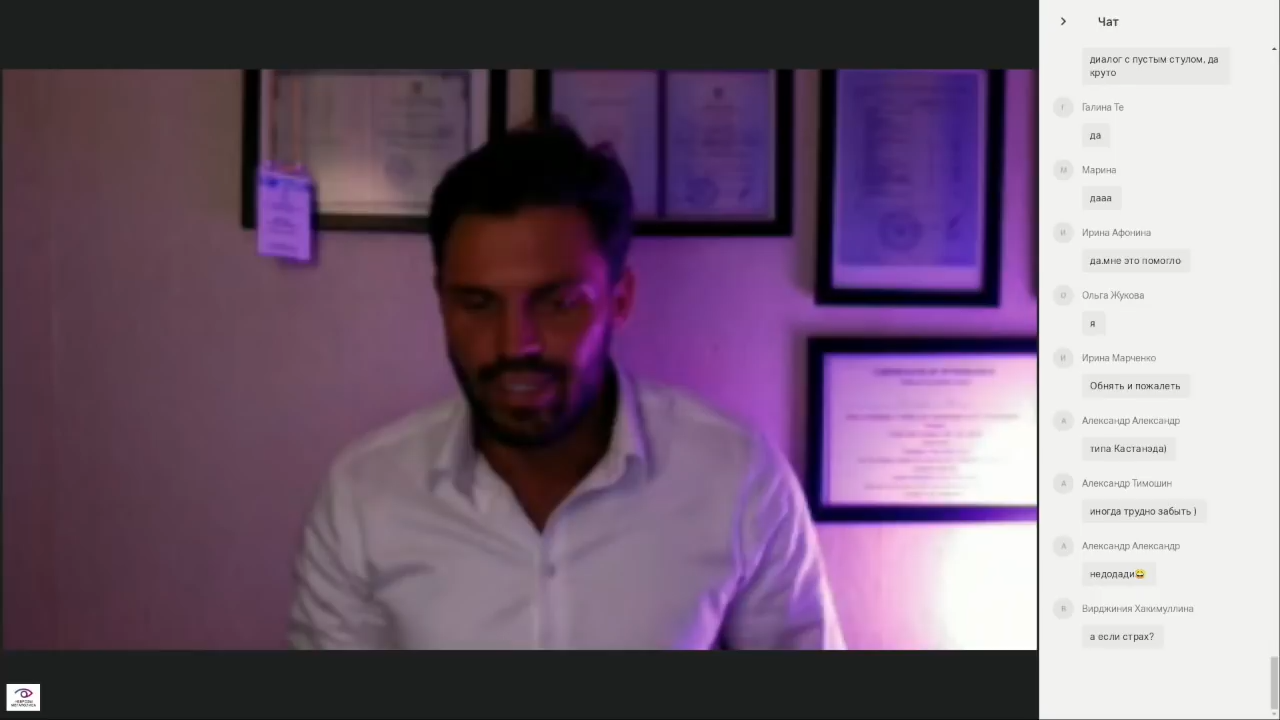 Чат
диалог с пустым стулом, да
круто
Галина Те
да
Марина
дааа
Ирина Афонина
да.мне это помогло
Ольга Жукова
я
Ирина Марченко
Обнять и пожалеть
Александр Александр
типа Кастанэда)
Александр Тимошин
иногда трудно забыть )
Александр Александр
недодади😄
Вирджиния Хакимуллина
а если страх?